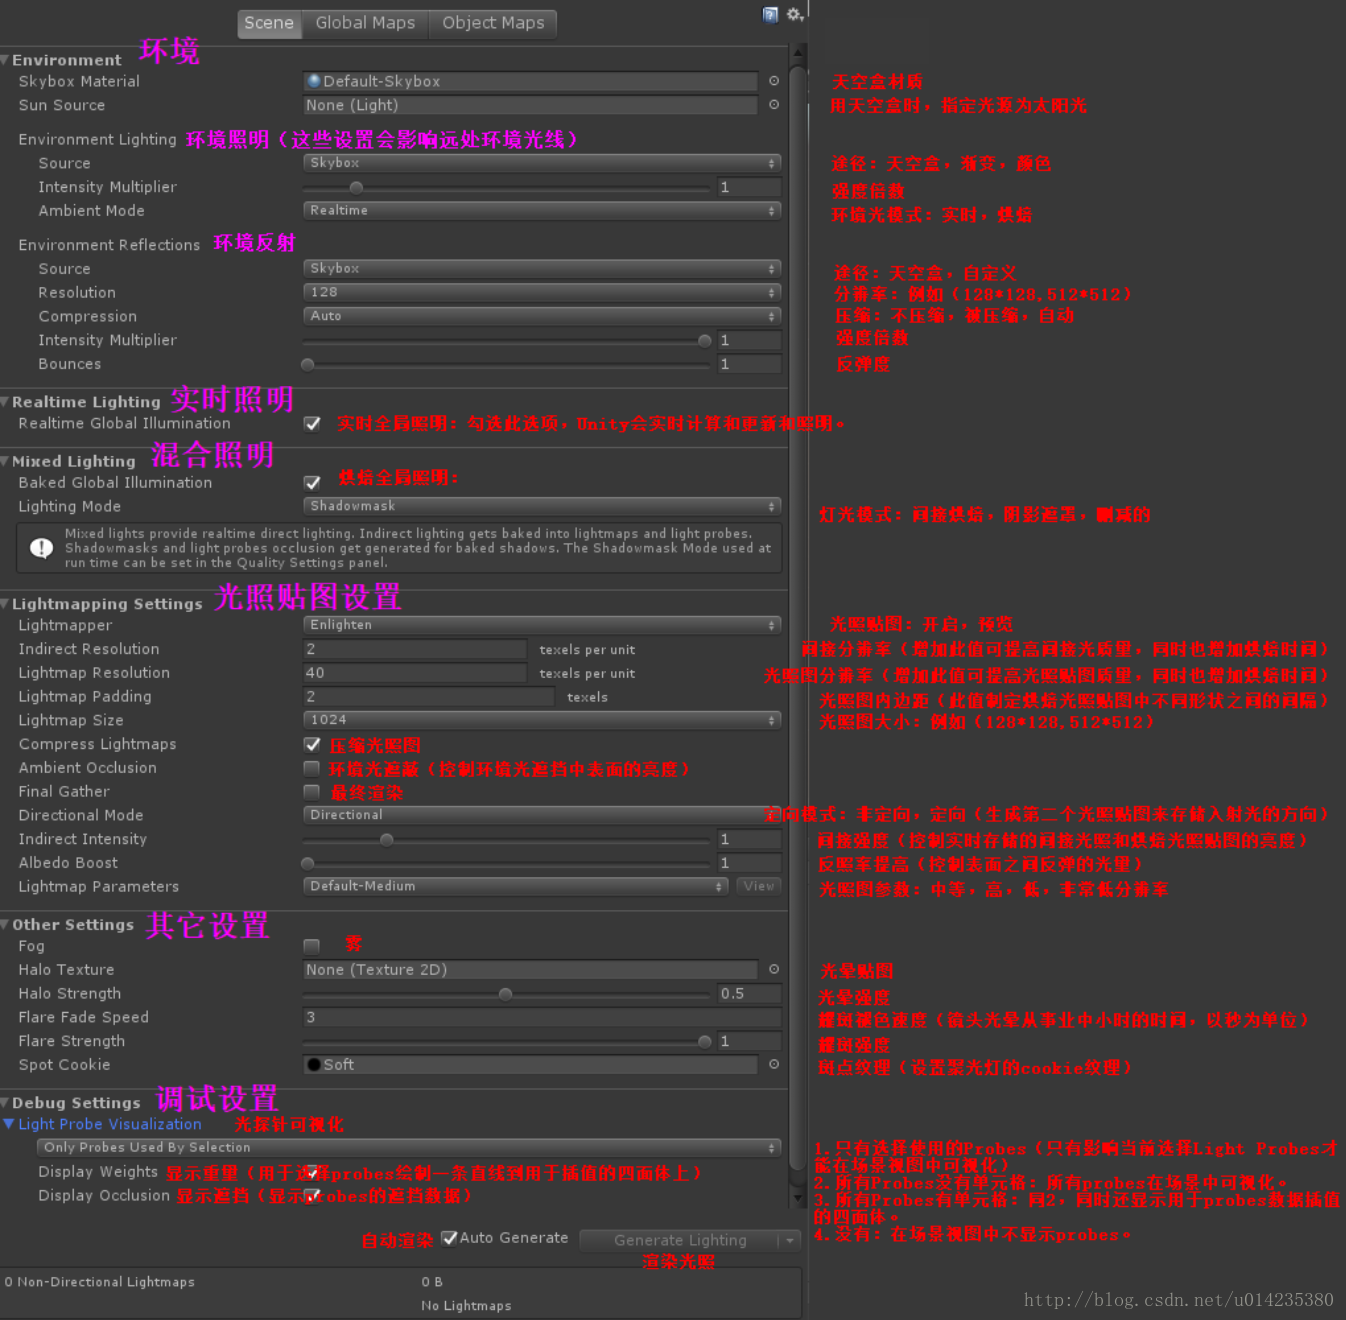 Scene Global Maps Object Maps
Environment 环境
Skybox Material Default-Skybox 天空盒材质
Sun Source None (Light) 用天空盒时，指定光源为太阳光
Environment Lighting 环境照明（这些设置会影响远处环境光线）
Source Skybox 途径：天空盒，渐变，颜色
Intensity Multiplier 1 强度倍数
Ambient Mode Realtime 环境光模式：实时，烘焙
Environment Reflections 环境反射
Source Skybox 途径：天空盒，自定义
Resolution 128 分辨率：例如（128*128,512*512）
Compression Auto 压缩：不压缩，被压缩，自动
Intensity Multiplier 1 强度倍数
Bounces 1 反弹度
Realtime Lighting 实时照明
Realtime Global Illumination 实时全局照明：勾选此选项，Unity会实时计算和更新和照明。
Mixed Lighting 混合照明
Baked Global Illumination 烘焙全局照明：
Lighting Mode Shadowmask 灯光模式：间接烘焙，阴影遮罩，删减的
Mixed lights provide realtime direct lighting. Indirect lighting gets baked into lightmaps and light probes.
Shadowmasks and light probes occlusion get generated for baked shadows. The Shadowmask Mode used at
run time can be set in the Quality Settings panel.
Lightmapping Settings 光照贴图设置
Lightmapper Enlighten 光照贴图：开启，预览
Indirect Resolution 2 texels per unit 间接分辨率（增加此值可提高间接光质里，同时也增加烘焙时间）
Lightmap Resolution 40 texels per unit 光照图分辨率（增加此值可提高光照贴图质里，同时也增加烘焙时间）
Lightmap Padding 2 texels 光照图内边距（此值制定烘焙光照贴图中不同形状之间的间隔）
Lightmap Size 1024 光照图大小：例如（128*128,512*512）
Compress Lightmaps 压缩光照图
Ambient Occlusion 环境光遮蔽（控制环境光遮挡中表面的亮度）
Final Gather 最终渲染
Directional Mode Directional 定向模式：非定向，定向（生成第二个光照贴图来存储入射光的方向）
Indirect Intensity 1 间接强度（控制实时存储的间接光照和烘焙光照贴图的亮度）
Albedo Boost 1 反照率提高（控制表面之间反弹的光里）
Lightmap Parameters Default-Medium View 光照图参数：中等，高，低，非常低分辨率
Other Settings 其它设置
Fog 雾
Halo Texture None (Texture 2D) 光晕贴图
Halo Strength 0.5 光晕强度
Flare Fade Speed 3 耀斑褪色速度（镜头光晕从事业中小时的时间，以秒为单位）
Flare Strength 1 耀斑强度
Spot Cookie Soft 斑点纹理（设置聚光灯的cookie纹理）
Debug Settings 调试设置
Light Probe Visualization 光探针可视化
Only Probes Used By Selection
Display Weights 显示重望（用于选择probes绘制一条直线到用于插值的四面体上）
Display Occlusion 显示遮挡（显示probes的遮挡数据）
1.只有选择使用的Probes（只有影响当前选择Light Probes才
能在场景视图中可视化）
2.所有Probes没有单元格：所有probes在场景中可视化。
3.所有Probes有单元格：同2，同时还显示用于probes数据插值
的四面体。
4.没有：在场景视图中不显示probes。
自动渲染 Auto Generate Generate Lighting
渲染光照
0 Non-Directional Lightmaps 0 B
No Lightmaps
http://blog.csdn.net/u014235380